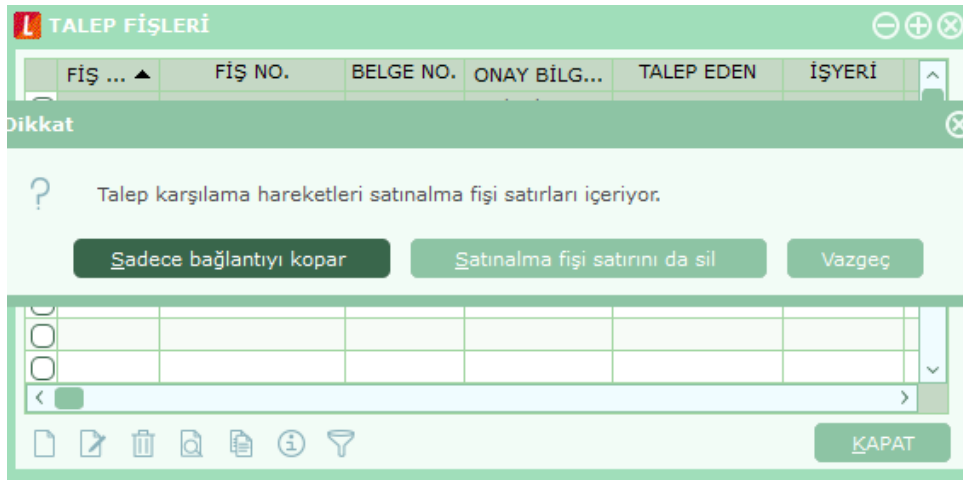 L TALEP FİŞLERİ
FİŞ ... FİŞ NO. BELGE NO. ONAY BİLG... TALEP EDEN İŞYERİ
Dikkat
? Talep karşılama hareketleri satınalma fişi satırları içeriyor.
Sadece bağlantıyı kopar Satınalma fişi satırını da sil Vazgeç
KAPAT